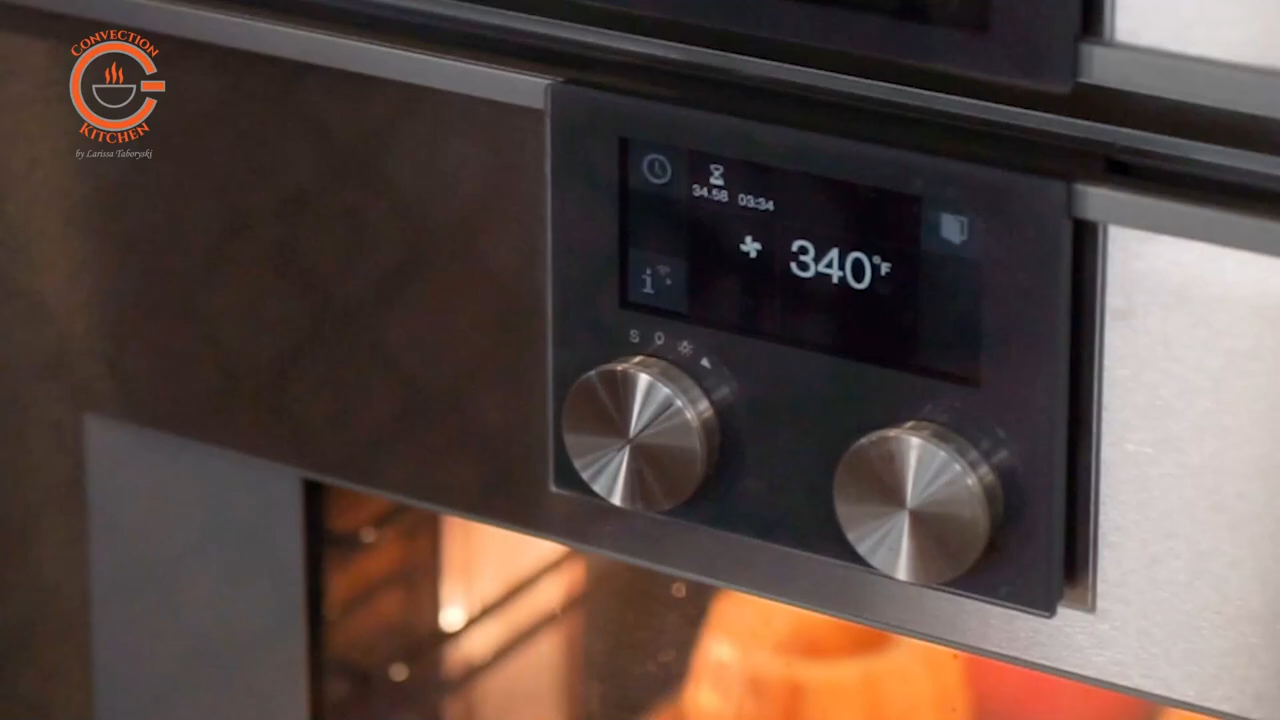 CONVECTION
KITCHEN
by Larissa Taboryski
34.58 03:34
340°F
i
S O